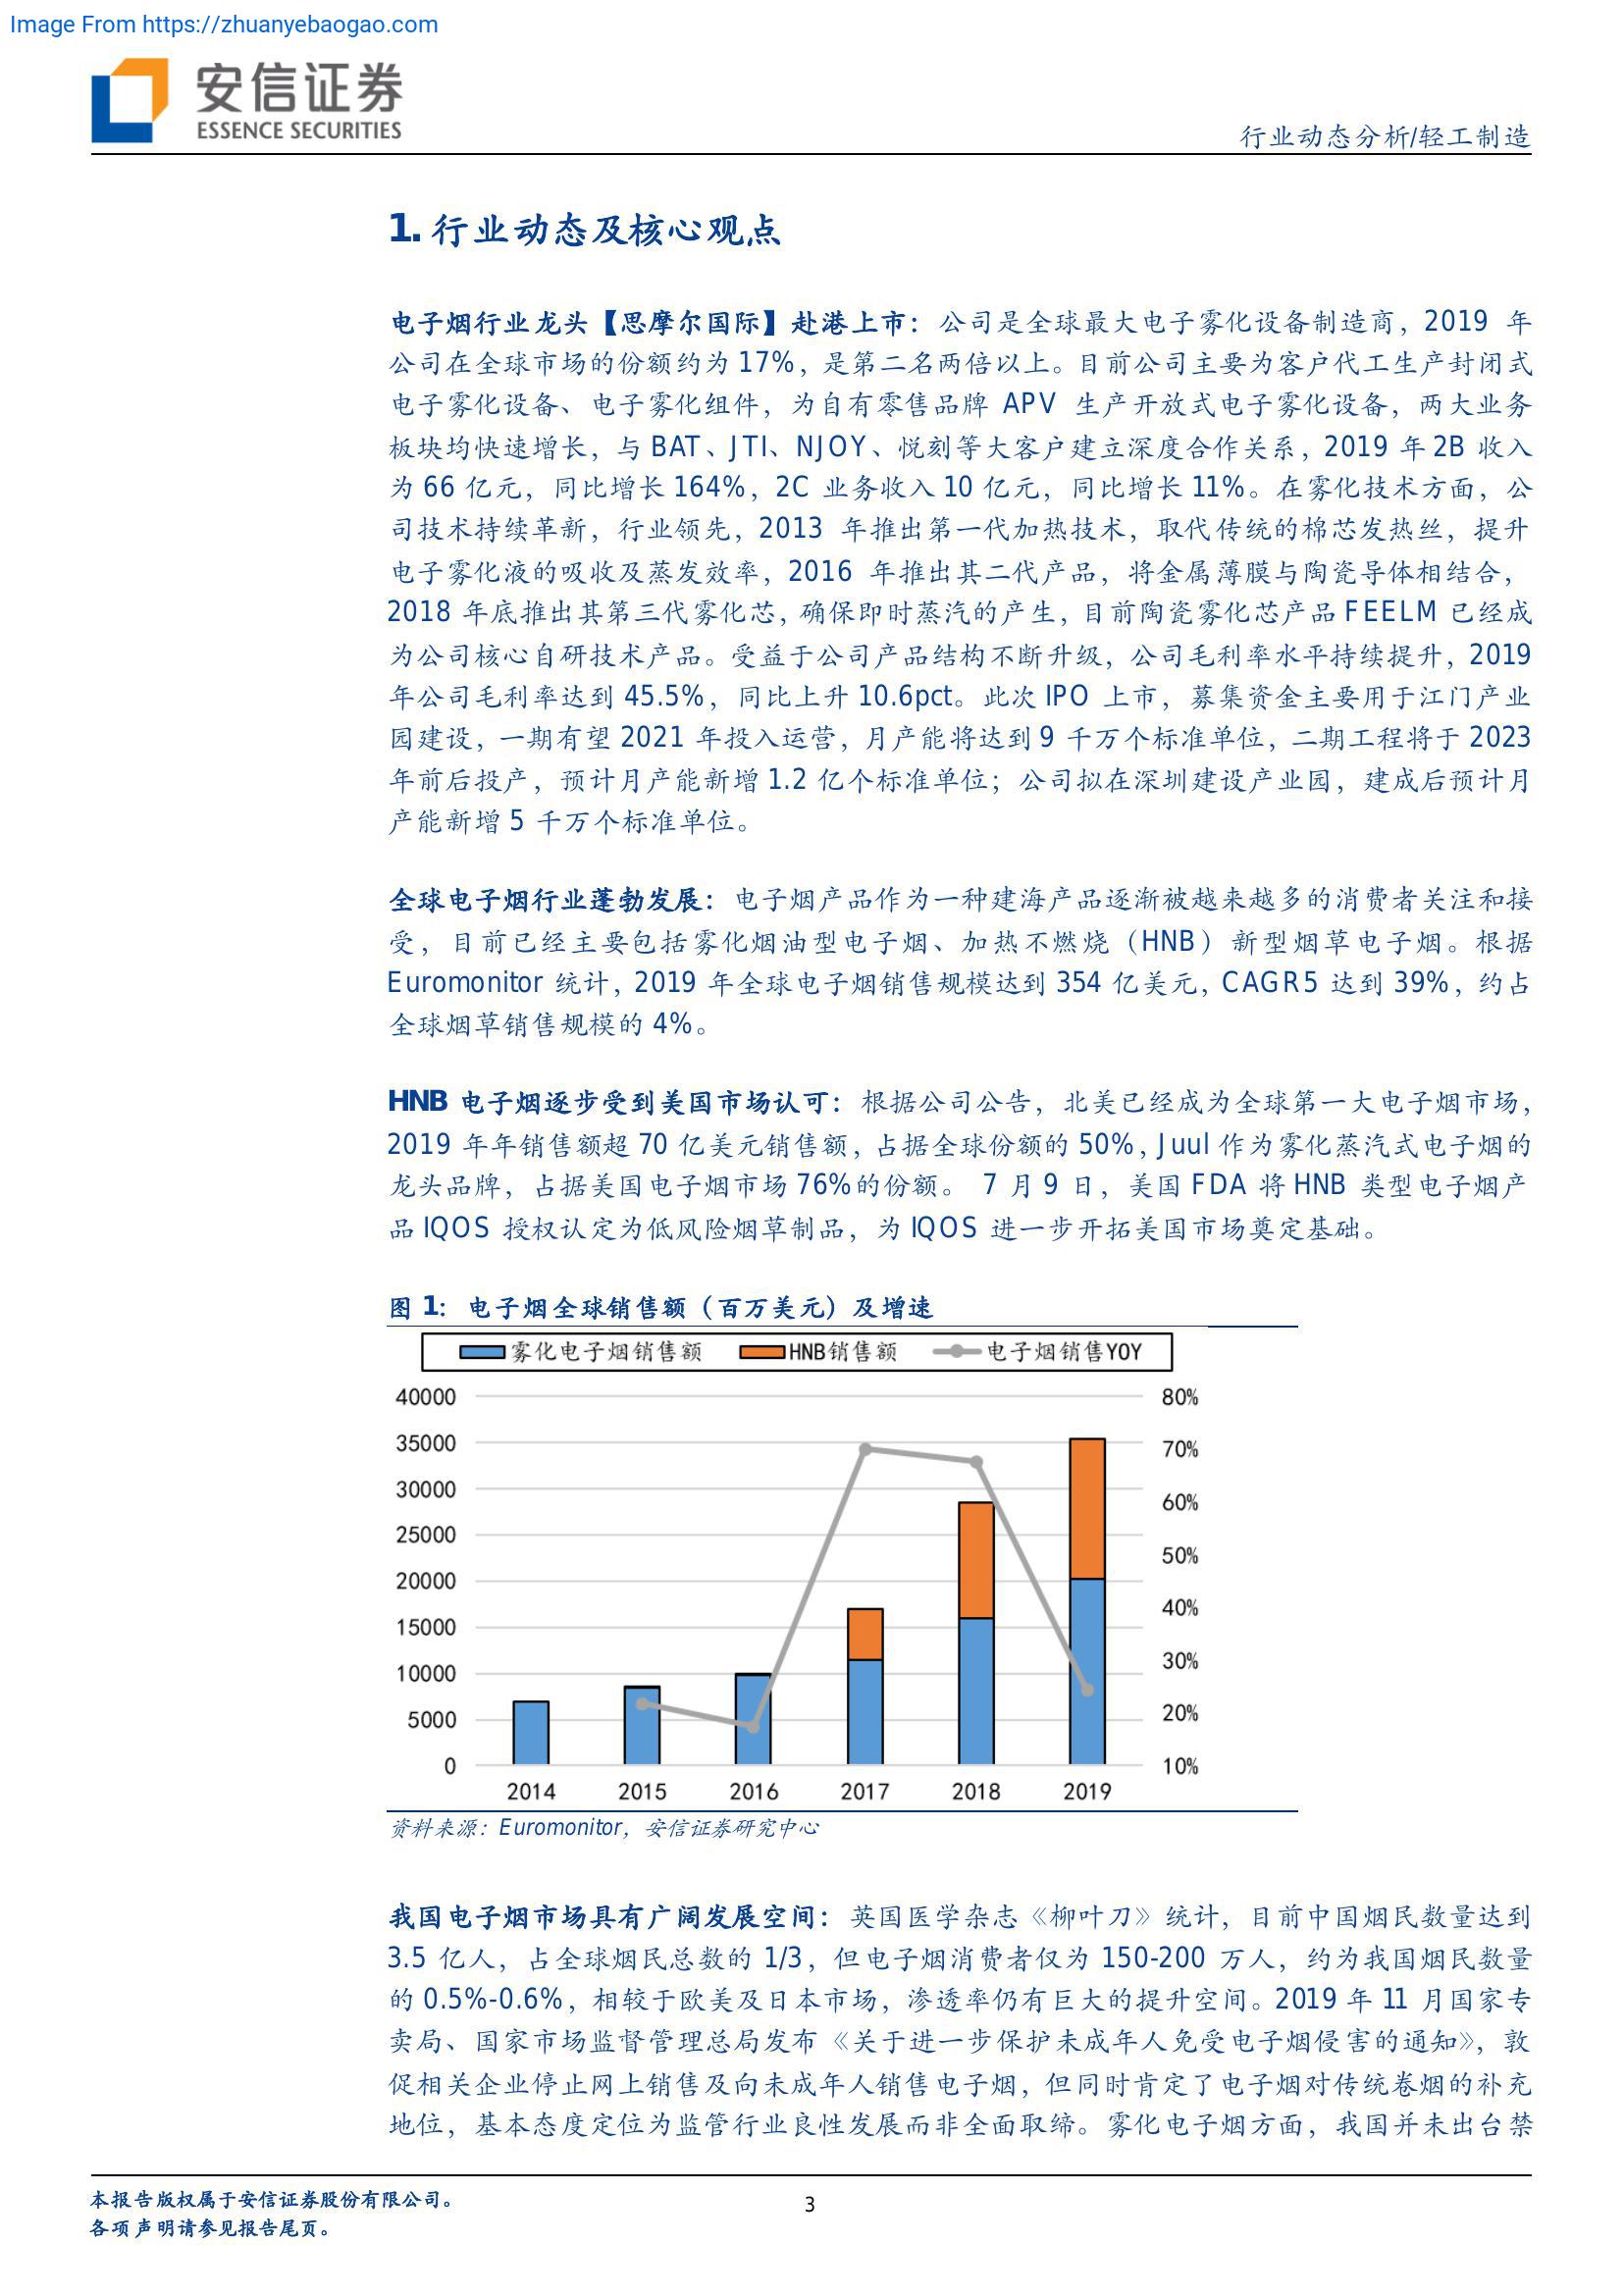 Image From https://zhuanyebaogao.com
安信证券
ESSENCE SECURITIES
行业动态分析/轻工制造
1. 行业动态及核心观点
电子烟行业龙头【思摩尔国际】赴港上市：公司是全球最大电子雾化设备制造商，2019 年
公司在全球市场的份额约为 17%，是第二名两倍以上。目前公司主要为客户代工生产封闭式
电子雾化设备、电子雾化组件，为自有零售品牌 APV 生产开放式电子雾化设备，两大业务
板块均快速增长，与 BAT、JTI、NJOY、悦刻等大客户建立深度合作关系，2019 年 2B 收入
为 66 亿元，同比增长 164%，2C 业务收入 10 亿元，同比增长 11%。在雾化技术方面，公
司技术持续革新，行业领先，2013 年推出第一代加热技术，取代传统的棉芯发热丝，提升
电子雾化液的吸收及蒸发效率，2016 年推出其二代产品，将金属薄膜与陶瓷导体相结合，
2018 年底推出其第三代雾化芯，确保即时蒸汽的产生，目前陶瓷雾化芯产品 FEELM 已经成
为公司核心自研技术产品。受益于公司产品结构不断升级，公司毛利率水平持续提升，2019
年公司毛利率达到 45.5%，同比上升 10.6pct。此次 IPO 上市，募集资金主要用于江门产业
园建设，一期有望 2021 年投入运营，月产能将达到 9 千万个标准单位，二期工程将于 2023
年前后投产，预计月产能新增 1.2 亿个标准单位；公司拟在深圳建设产业园，建成后预计月
产能新增 5 千万个标准单位。
全球电子烟行业蓬勃发展：电子烟产品作为一种建海产品逐渐被越来越多的消费者关注和接
受，目前已经主要包括雾化烟油型电子烟、加热不燃烧（HNB）新型烟草电子烟。根据
Euromonitor 统计，2019 年全球电子烟销售规模达到 354 亿美元，CAGR5 达到 39%，约占
全球烟草销售规模的 4%。
HNB 电子烟逐步受到美国市场认可：根据公司公告，北美已经成为全球第一大电子烟市场，
2019 年年销售额超 70 亿美元销售额，占据全球份额的 50%，Juul 作为雾化蒸汽式电子烟的
龙头品牌，占据美国电子烟市场 76%的份额。 7 月 9 日，美国 FDA 将 HNB 类型电子烟产
品 IQOS 授权认定为低风险烟草制品，为 IQOS 进一步开拓美国市场奠定基础。
图 1：电子烟全球销售额（百万美元）及增速
雾化电子烟销售额 HNB销售额 电子烟销售YOY
40000 80%
35000 70%
30000 60%
25000 50%
20000 40%
15000 30%
10000 20%
5000 10%
0
2014 2015 2016 2017 2018 2019
资料来源：Euromonitor，安信证券研究中心
我国电子烟市场具有广阔发展空间：英国医学杂志《柳叶刀》统计，目前中国烟民数量达到
3.5 亿人，占全球烟民总数的 1/3，但电子烟消费者仅为 150-200 万人，约为我国烟民数量
的 0.5%-0.6%，相较于欧美及日本市场，渗透率仍有巨大的提升空间。2019 年 11 月国家专
卖局、国家市场监督管理总局发布《关于进一步保护未成年人免受电子烟侵害的通知》，敦
促相关企业停止网上销售及向未成年人销售电子烟，但同时肯定了电子烟对传统卷烟的补充
地位，基本态度定位为监管行业良性发展而非全面取缔。雾化电子烟方面，我国并未出台禁
本报告版权属于安信证券股份有限公司。
3
各项声明请参见报告尾页。